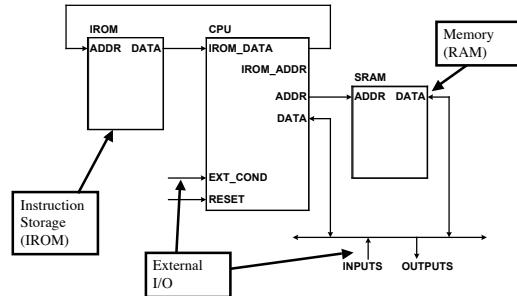 IROM
CPU
ADDR DATA
IROM_DATA
IROM_ADDR
ADDR
DATA
EXT_COND
RESET
SRAM
ADDR DATA
Memory
(RAM)
Instruction
Storage
(IROM)
External
I/O
INPUTS OUTPUTS